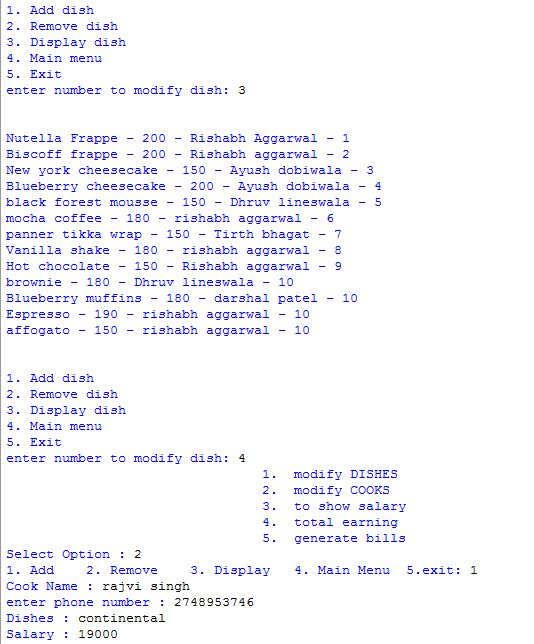 1. Add dish
2. Remove dish
3. Display dish
4. Main menu
5. Exit
enter number to modify dish: 3
Nutella Frappe - 200 - Rishabh Aggarwal - 1
Biscoff frappe - 200 - Rishabh aggarwal - 2
New york cheesecake - 150 - Ayush dobiwala - 3
Blueberry cheesecake - 200 - Ayush dobiwala - 4
black forest mousse - 150 - Dhruv lineswala - 5
mocha coffee - 180 - rishabh aggarwal - 6
panner tikka wrap - 150 - Tirth bhagat - 7
Vanilla shake - 180 - rishabh aggarwal - 8
Hot chocolate - 150 - Rishabh aggarwal - 9
brownie - 180 - Dhruv lineswala - 10
Blueberry muffins - 180 - darshal patel - 10
Espresso - 190 - rishabh aggarwal - 10
affogato - 150 - rishabh aggarwal - 10
1. Add dish
2. Remove dish
3. Display dish
4. Main menu
5. Exit
enter number to modify dish: 4
1. modify DISHES
2. modify COOKS
3. to show salary
4. total earning
5. generate bills
Select Option : 2
1. Add 2. Remove 3. Display 4. Main Menu 5.exit: 1
Cook Name : rajvi singh
enter phone number : 2748953746
Dishes : continental
Salary : 19000